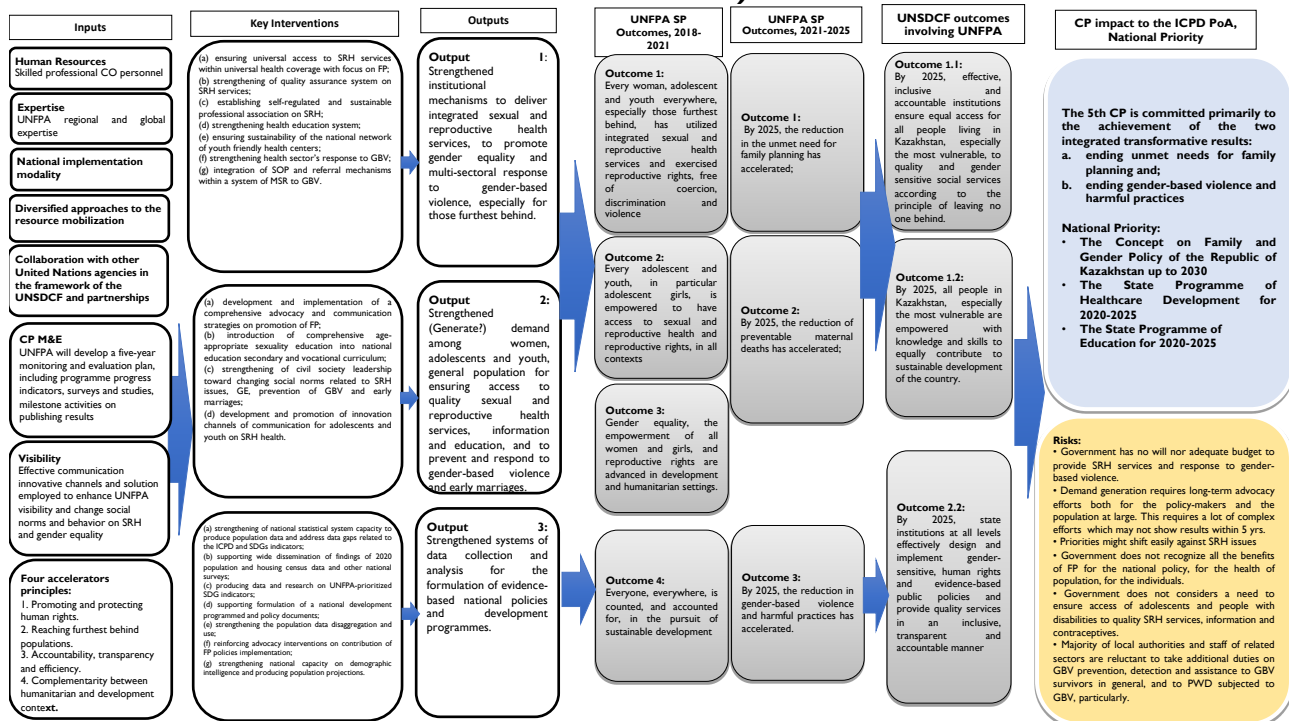 Inputs
Human Resources
Skilled professional CO personnel
Expertise
UNFPA regional and global
expertise
National implementation
modality
Diversified approaches to the
resource mobilization
Collaboration with other
United Nations agencies in
the framework of the
UNSDCF and partnerships
CP M&E
UNFPA will develop a five-year
monitoring and evaluation plan,
including programme progress
indicators, surveys and studies,
milestone activities on
publishing results
Visibility
Effective communication
innovative channels and solution
employed to enhance UNFPA
visibility and change social
norms and behavior on SRH
and gender equality
Four accelerators
principles:
1. Promoting and protecting
human rights.
2. Reaching furthest behind
populations.
3. Accountability, transparency
and efficiency.
4. Complementarity between
humanitarian and development
context.
Key Interventions
(a) ensuring universal access to SRH services
within universal health coverage with focus on FP;
(b) strengthening of quality assurance system on
SRH services;
(c) establishing self-regulated and sustainable
professional association on SRH;
(d) strengthening health education system;
(e) ensuring sustainability of the national network
of youth friendly health centers;
(f) strengthening health sector's response to GBV;
(g) integration of SOP and referral mechanisms
within a system of MSR to GBV.
(a) development and implementation of a
comprehensive advocacy and communication
strategies on promotion of FP;
(b) introduction of comprehensive age-
appropriate sexuality education into national
education secondary and vocational curriculum;
(c) strengthening of civil society leadership
toward changing social norms related to SRH
issues, GE, prevention of GBV and early
marriages;
(d) development and promotion of innovation
channels of communication for adolescents and
youth on SRH health.
(a) strengthening of national statistical system capacity to
produce population data and address data gaps related to
the ICPD and SDGs indicators;
(b) supporting wide dissemination of findings of 2020
population and housing census data and other national
surveys;
(c) producing data and research on UNFPA-prioritized
SDG indicators;
(d) supporting formulation of a national development
programmed and policy documents;
(e) strengthening the population data disaggregation and
use;
(f) reinforcing advocacy interventions on contribution of
FP policies implementation;
(g) strengthening national capacity on demographic
intelligence and producing population projections.
Outputs
Output 1:
Strengthened
institutional
mechanisms to deliver
integrated sexual and
reproductive health
services, to promote
gender equality and
multi-sectoral response
to gender-based
violence, especially for
those furthest behind.
Output 2:
Strengthened
(Generate?) demand
among women,
adolescents and youth,
general population for
ensuring access to
quality sexual and
reproductive health
services, information
and education, and to
prevent and respond to
gender-based violence
and early marriages.
Output 3:
Strengthened systems of
data collection and
analysis for the
formulation of evidence-
based national policies
and development
programmes.
UNFPA SP
Outcomes, 2018-
2021
Outcome 1:
Every woman, adolescent
and youth everywhere,
especially those furthest
behind, has utilized
integrated sexual and
reproductive health
services and exercised
reproductive rights, free
of coercion,
discrimination and
violence
Outcome 2:
Every adolescent and
youth, in particular
adolescent girls, is
empowered to have
access to sexual and
reproductive health and
reproductive rights, in all
contexts
Outcome 3:
Gender equality, the
empowerment of all
women and girls, and
reproductive rights are
advanced in development
and humanitarian settings.
Outcome 4:
Everyone, everywhere, is
counted, and accounted
for, in the pursuit of
sustainable development
UNFPA SP
Outcomes, 2021-2025
Outcome 1:
By 2025, the reduction
in the unmet need for
family planning has
accelerated;
Outcome 2:
By 2025, the reduction of
preventable maternal
deaths has accelerated;
Outcome 3:
By 2025, the reduction in
gender-based violence
and harmful practices has
accelerated.
UNSDCF outcomes
involving UNFPA
Outcome 1.1:
By 2025, effective,
inclusive and
accountable institutions
ensure equal access for
all people living in
Kazakhstan, especially
the most vulnerable, to
quality and gender
sensitive social services
according to the
principle of leaving no
one behind.
Outcome 1.2:
By 2025, all people in
Kazakhstan, especially
the most vulnerable are
empowered with
knowledge and skills to
equally contribute to
sustainable development
of the country.
Outcome 2.2:
By 2025, state
institutions at all levels
effectively design and
implement gender-
sensitive, human rights
and evidence-based
public policies and
provide quality services
in an inclusive,
transparent and
accountable manner
CP impact to the ICPD PoA,
National Priority
The 5th CP is committed primarily to
the achievement of the two
integrated transformative results:
a. ending unmet needs for family
planning and;
b. ending gender-based violence and
harmful practices
National Priority:
• The Concept on Family and
Gender Policy of the Republic of
Kazakhstan up to 2030
• The State Programme of
Healthcare Development for
2020-2025
• The State Programme of
Education for 2020-2025
Risks:
• Government has no will nor adequate budget to
provide SRH services and response to gender-
based violence.
• Demand generation requires long-term advocacy
efforts both for the policy-makers and the
population at large. This requires a lot of complex
efforts which may not show results within 5 yrs.
• Priorities might shift easily against SRH issues
• Government does not recognize all the benefits
of FP for the national policy, for the health of
population, for the individuals.
• Government does not considers a need to
ensure access of adolescents and people with
disabilities to quality SRH services, information and
contraceptives.
• Majority of local authorities and staff of related
sectors are reluctant to take additional duties on
GBV prevention, detection and assistance to GBV
survivors in general, and to PWD subjected to
GBV, particularly.